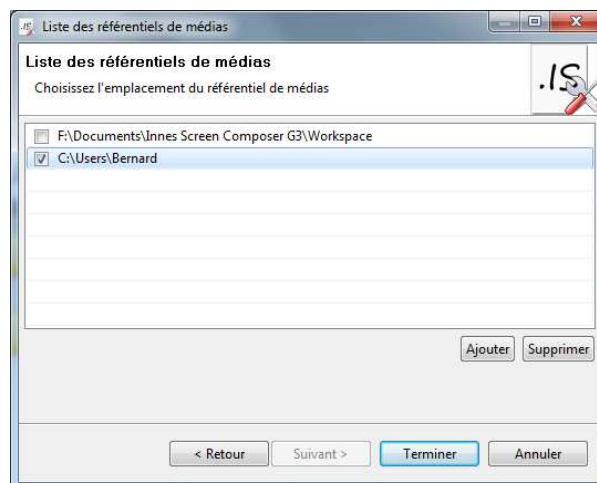 .IS Liste des référentiels de médias
Liste des référentiels de médias
Choisissez l'emplacement du référentiel de médias
.IS
F:\Documents\Innes Screen Composer G3\Workspace
C:\Users\Bernard
Ajouter Supprimer
< Retour Suivant > Terminer Annuler